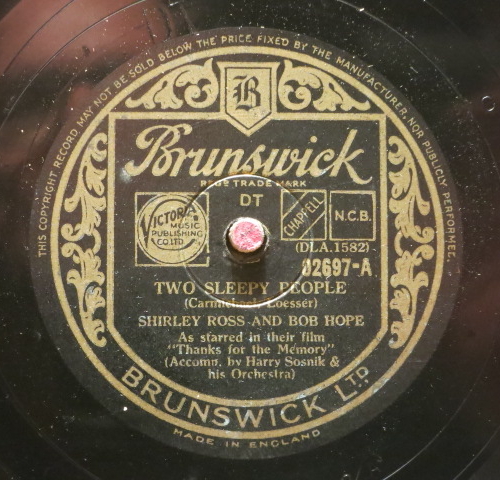 THIS COPYRIGHT RECORD MAY NOT BE SOLD BELOW THE PRICE FIXED BY THE MANUFACTURER, NOR PUBLICLY PERFORMED.
B
Brunswick
REGD TRADE MARK
DT
VICTORIA
MUSIC
PUBLISHING
CO. LTD.
CHAPPELL
N.C.B.
(DLA.1582)
02697-A
TWO SLEEPY PEOPLE
(Carmichael, Loesser)
SHIRLEY ROSS AND BOB HOPE
As starred in their film
"Thanks for the Memory"
(Accomp. by Harry Sosnik &
his Orchestra)
BRUNSWICK LTD.
MADE IN ENGLAND